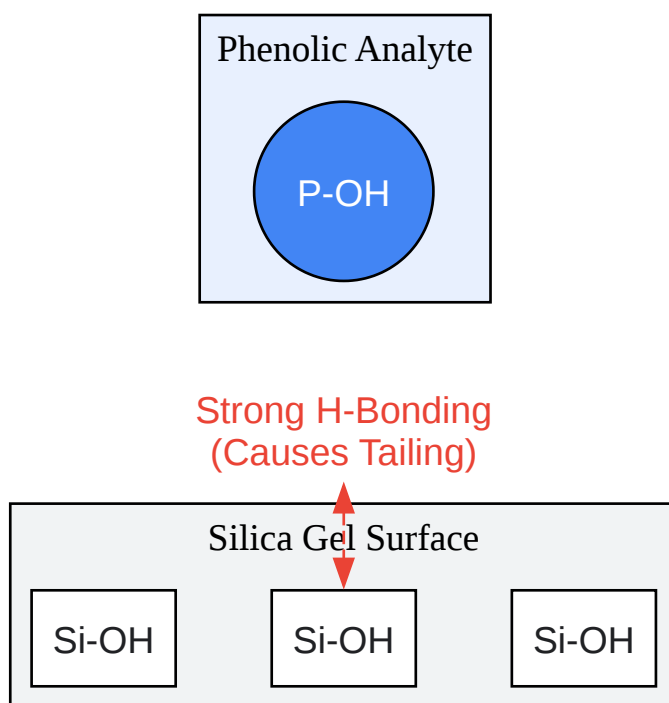 Phenolic Analyte
P-OH
Strong H-Bonding
(Causes Tailing)
Silica Gel Surface
Si-OH
Si-OH
Si-OH